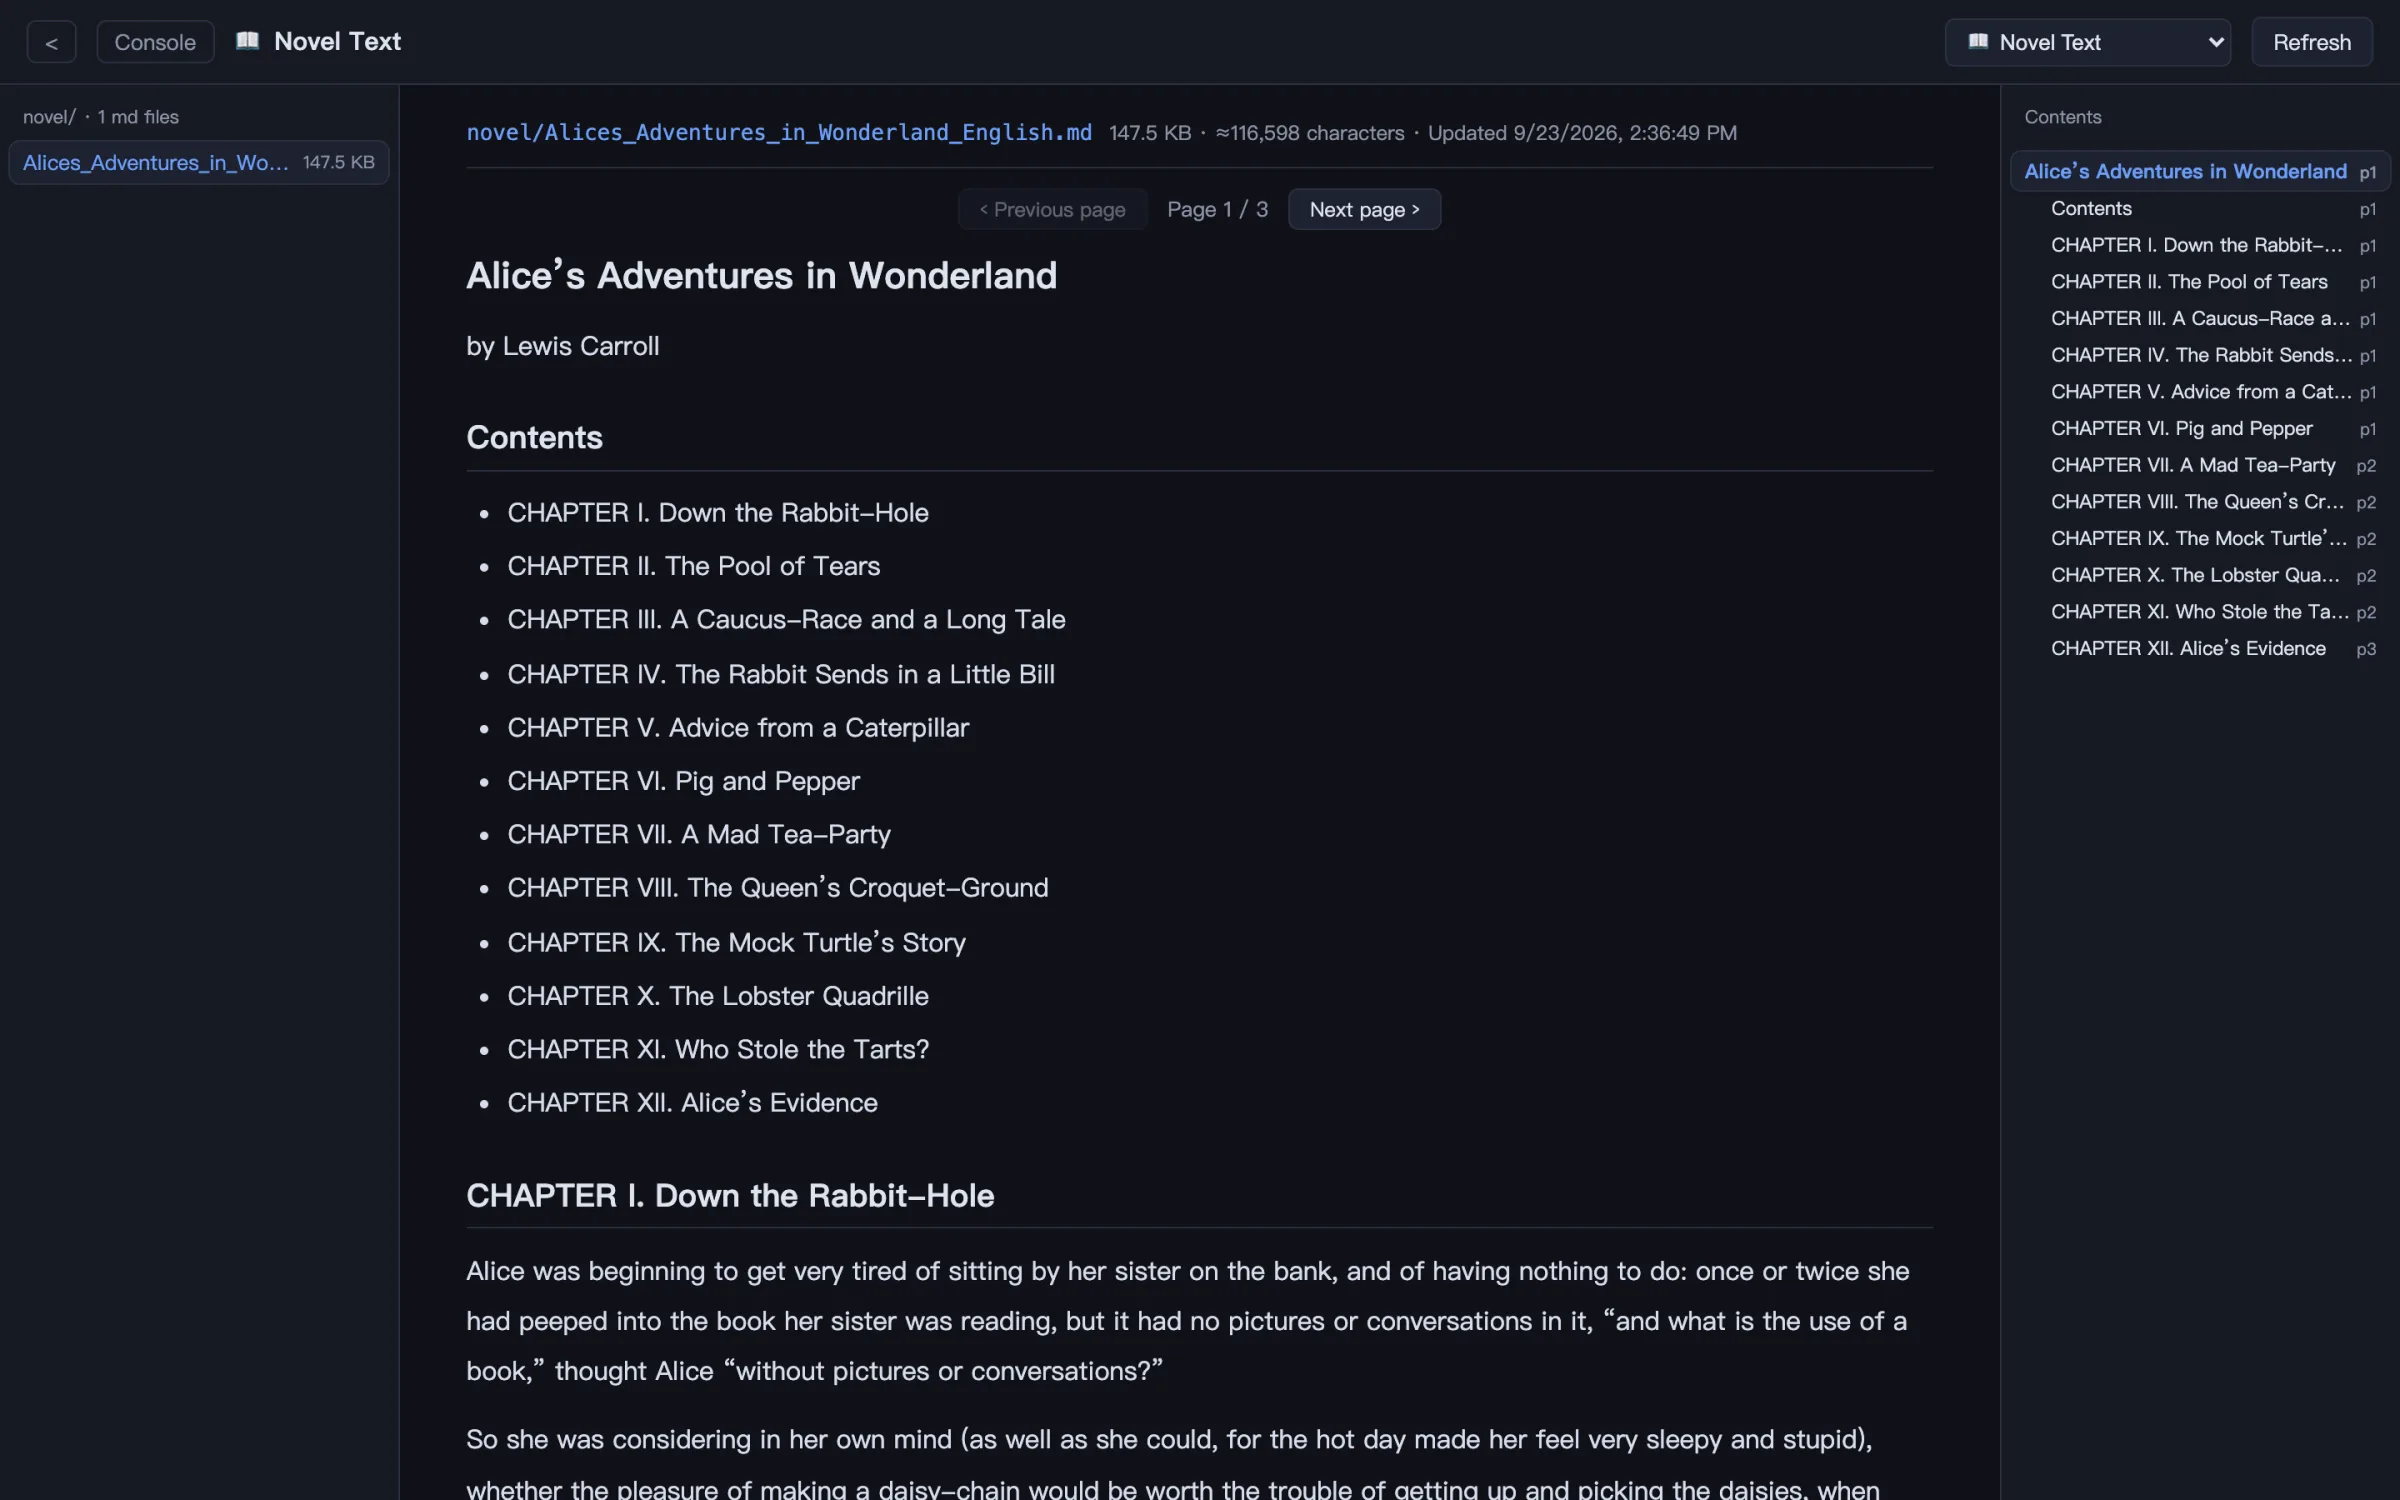 < Console 📖 Novel Text
📖 Novel Text Refresh
novel/ · 1 md files
Alices_Adventures_in_Wo... 147.5 KB
novel/Alices_Adventures_in_Wonderland_English.md 147.5 KB · ≈116,598 characters · Updated 9/23/2026, 2:36:49 PM
‹ Previous page Page 1 / 3 Next page ›
Alice’s Adventures in Wonderland
by Lewis Carroll
Contents
• CHAPTER I. Down the Rabbit-Hole
• CHAPTER II. The Pool of Tears
• CHAPTER III. A Caucus-Race and a Long Tale
• CHAPTER IV. The Rabbit Sends in a Little Bill
• CHAPTER V. Advice from a Caterpillar
• CHAPTER VI. Pig and Pepper
• CHAPTER VII. A Mad Tea-Party
• CHAPTER VIII. The Queen’s Croquet-Ground
• CHAPTER IX. The Mock Turtle’s Story
• CHAPTER X. The Lobster Quadrille
• CHAPTER XI. Who Stole the Tarts?
• CHAPTER XII. Alice’s Evidence
CHAPTER I. Down the Rabbit-Hole
Alice was beginning to get very tired of sitting by her sister on the bank, and of having nothing to do: once or twice she
had peeped into the book her sister was reading, but it had no pictures or conversations in it, “and what is the use of a
book,” thought Alice “without pictures or conversations?”
So she was considering in her own mind (as well as she could, for the hot day made her feel very sleepy and stupid),
whether the pleasure of making a daisy-chain would be worth the trouble of getting up and picking the daisies, when
Contents
Alice’s Adventures in Wonderland p1
Contents p1
CHAPTER I. Down the Rabbit-... p1
CHAPTER II. The Pool of Tears p1
CHAPTER III. A Caucus-Race a... p1
CHAPTER IV. The Rabbit Sends... p1
CHAPTER V. Advice from a Cat... p1
CHAPTER VI. Pig and Pepper p1
CHAPTER VII. A Mad Tea-Party p2
CHAPTER VIII. The Queen’s Cr... p2
CHAPTER IX. The Mock Turtle’... p2
CHAPTER X. The Lobster Qua... p2
CHAPTER XI. Who Stole the Ta... p2
CHAPTER XII. Alice’s Evidence p3